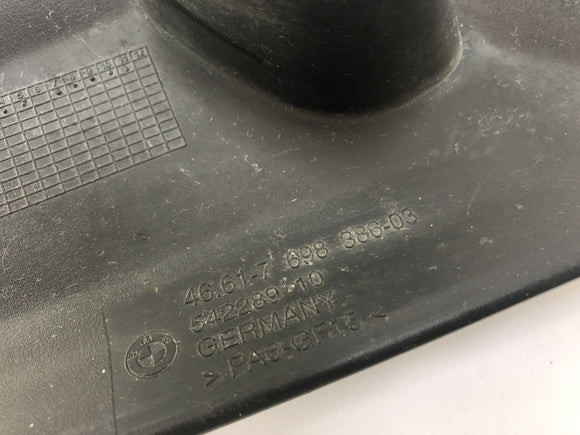 46.61-7 698 386-03
542289-10
GERMANY
> PA6-GF15 <